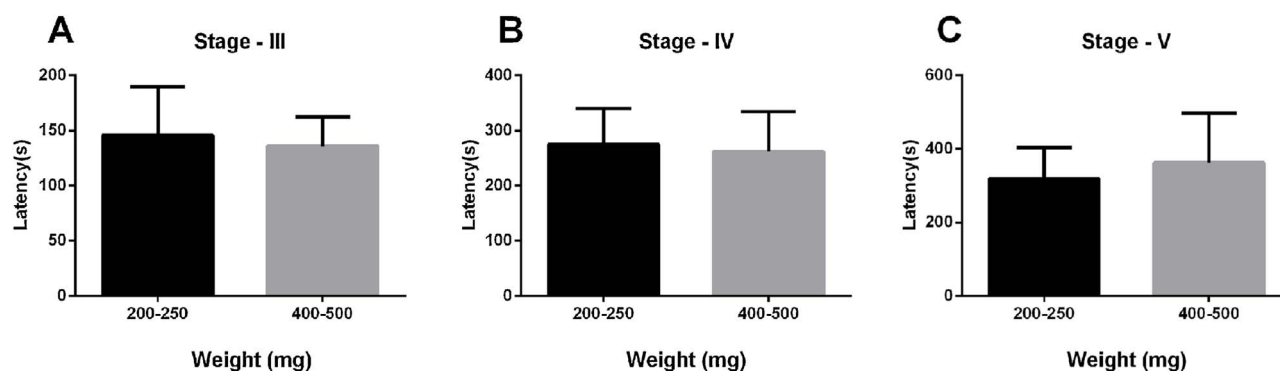 A
Stage - III
Latency(s)
200
150
100
50
0
200-250
400-500
Weight (mg)
B
Stage - IV
Latency(s)
400
300
200
100
0
200-250
400-500
Weight (mg)
C
Stage - V
Latency(s)
600
400
200
0
200-250
400-500
Weight (mg)